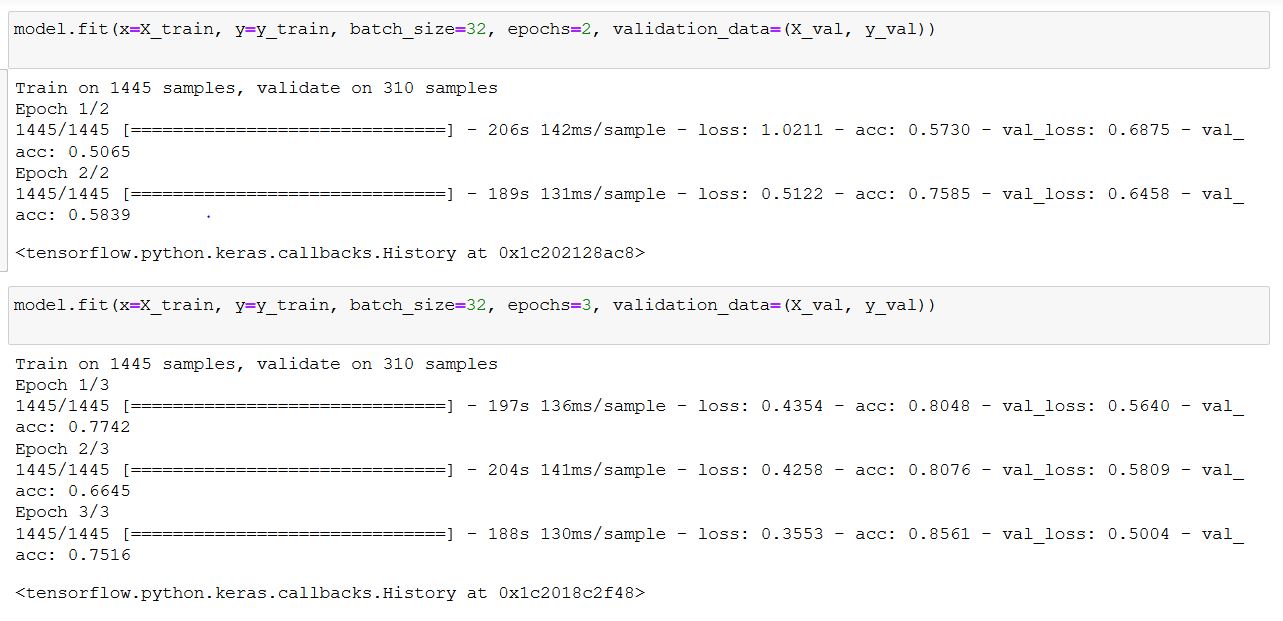 model.fit(x=X_train, y=y_train, batch_size=32, epochs=2, validation_data=(X_val, y_val))
Train on 1445 samples, validate on 310 samples
Epoch 1/2
1445/1445 [==============================] - 206s 142ms/sample - loss: 1.0211 - acc: 0.5730 - val_loss: 0.6875 - val_
acc: 0.5065
Epoch 2/2
1445/1445 [==============================] - 189s 131ms/sample - loss: 0.5122 - acc: 0.7585 - val_loss: 0.6458 - val_
acc: 0.5839
<tensorflow.python.keras.callbacks.History at 0x1c202128ac8>
model.fit(x=X_train, y=y_train, batch_size=32, epochs=3, validation_data=(X_val, y_val))
Train on 1445 samples, validate on 310 samples
Epoch 1/3
1445/1445 [==============================] - 197s 136ms/sample - loss: 0.4354 - acc: 0.8048 - val_loss: 0.5640 - val_
acc: 0.7742
Epoch 2/3
1445/1445 [==============================] - 204s 141ms/sample - loss: 0.4258 - acc: 0.8076 - val_loss: 0.5809 - val_
acc: 0.6645
Epoch 3/3
1445/1445 [==============================] - 188s 130ms/sample - loss: 0.3553 - acc: 0.8561 - val_loss: 0.5004 - val_
acc: 0.7516
<tensorflow.python.keras.callbacks.History at 0x1c2018c2f48>